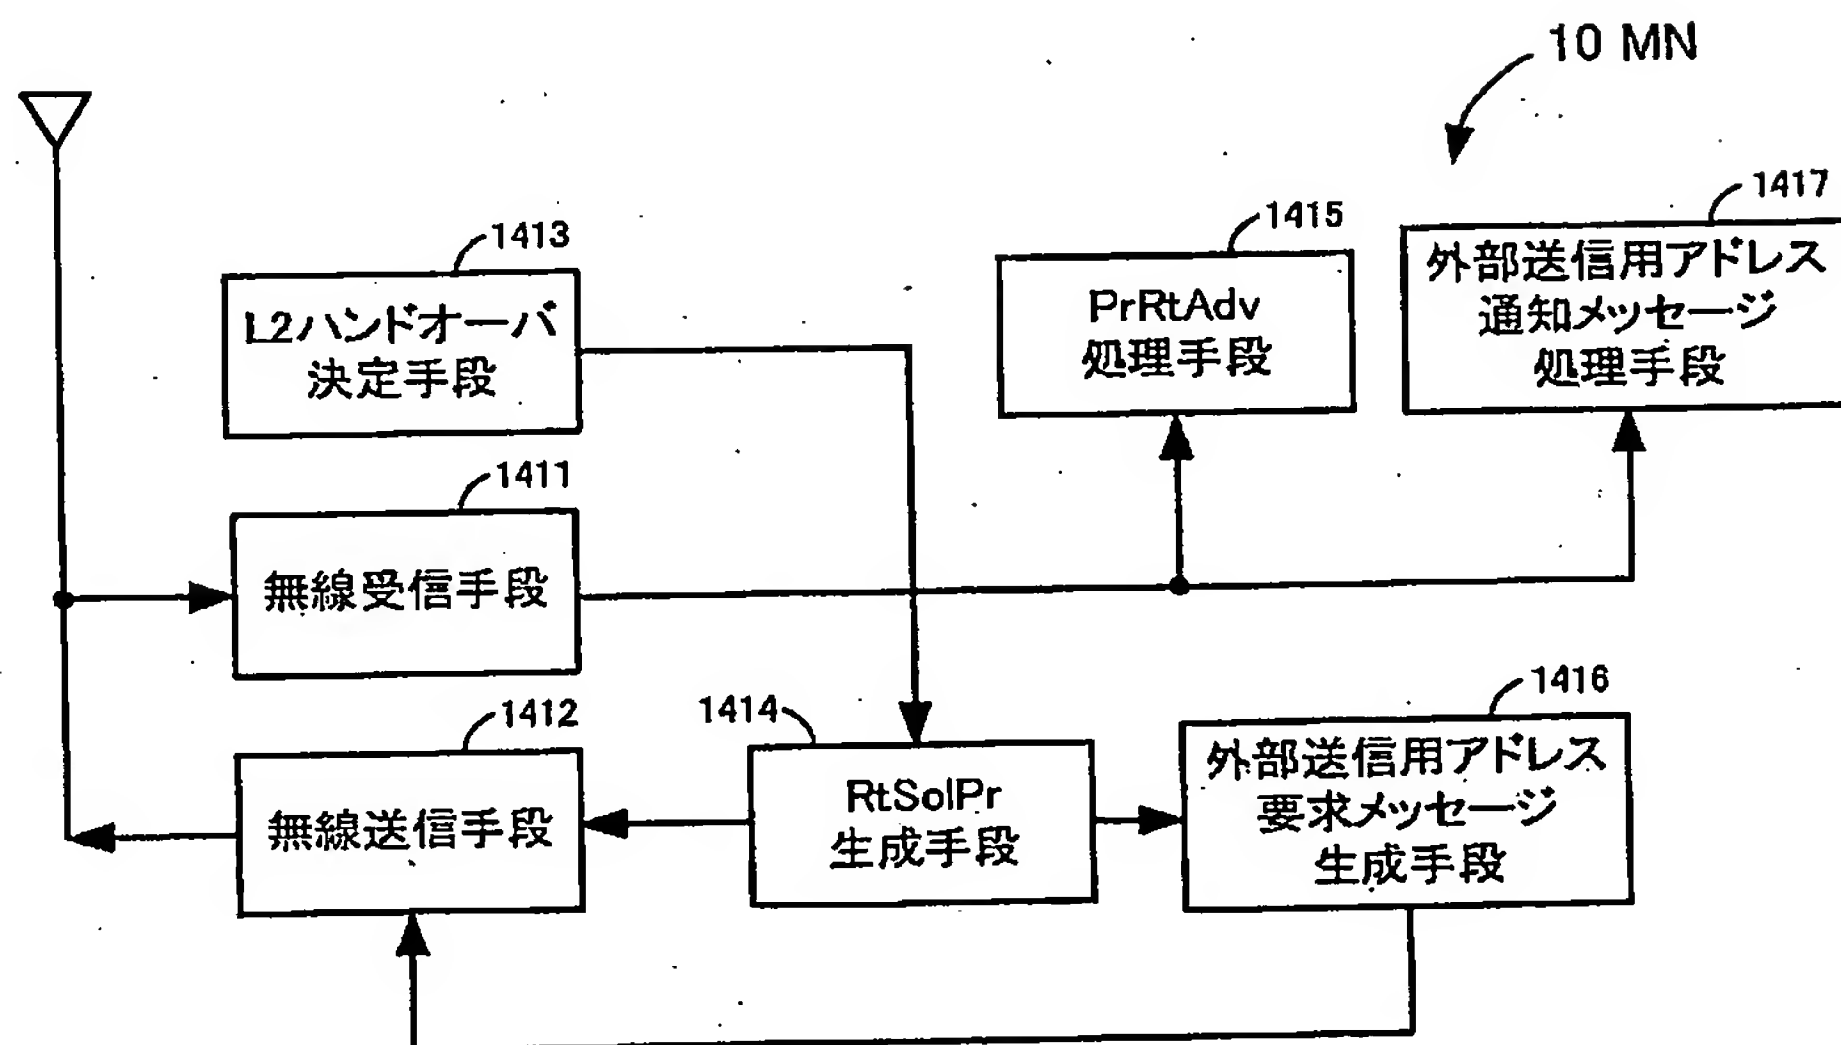 10 MN
1417
外部送信用アドレス
通知メッセージ
処理手段
1415
PrRtAdv
処理手段
1413
L2ハンドオーバ
決定手段
1411
無線受信手段
1412
無線送信手段
1414
RtSolPr
生成手段
1416
外部送信用アドレス
要求メッセージ
生成手段